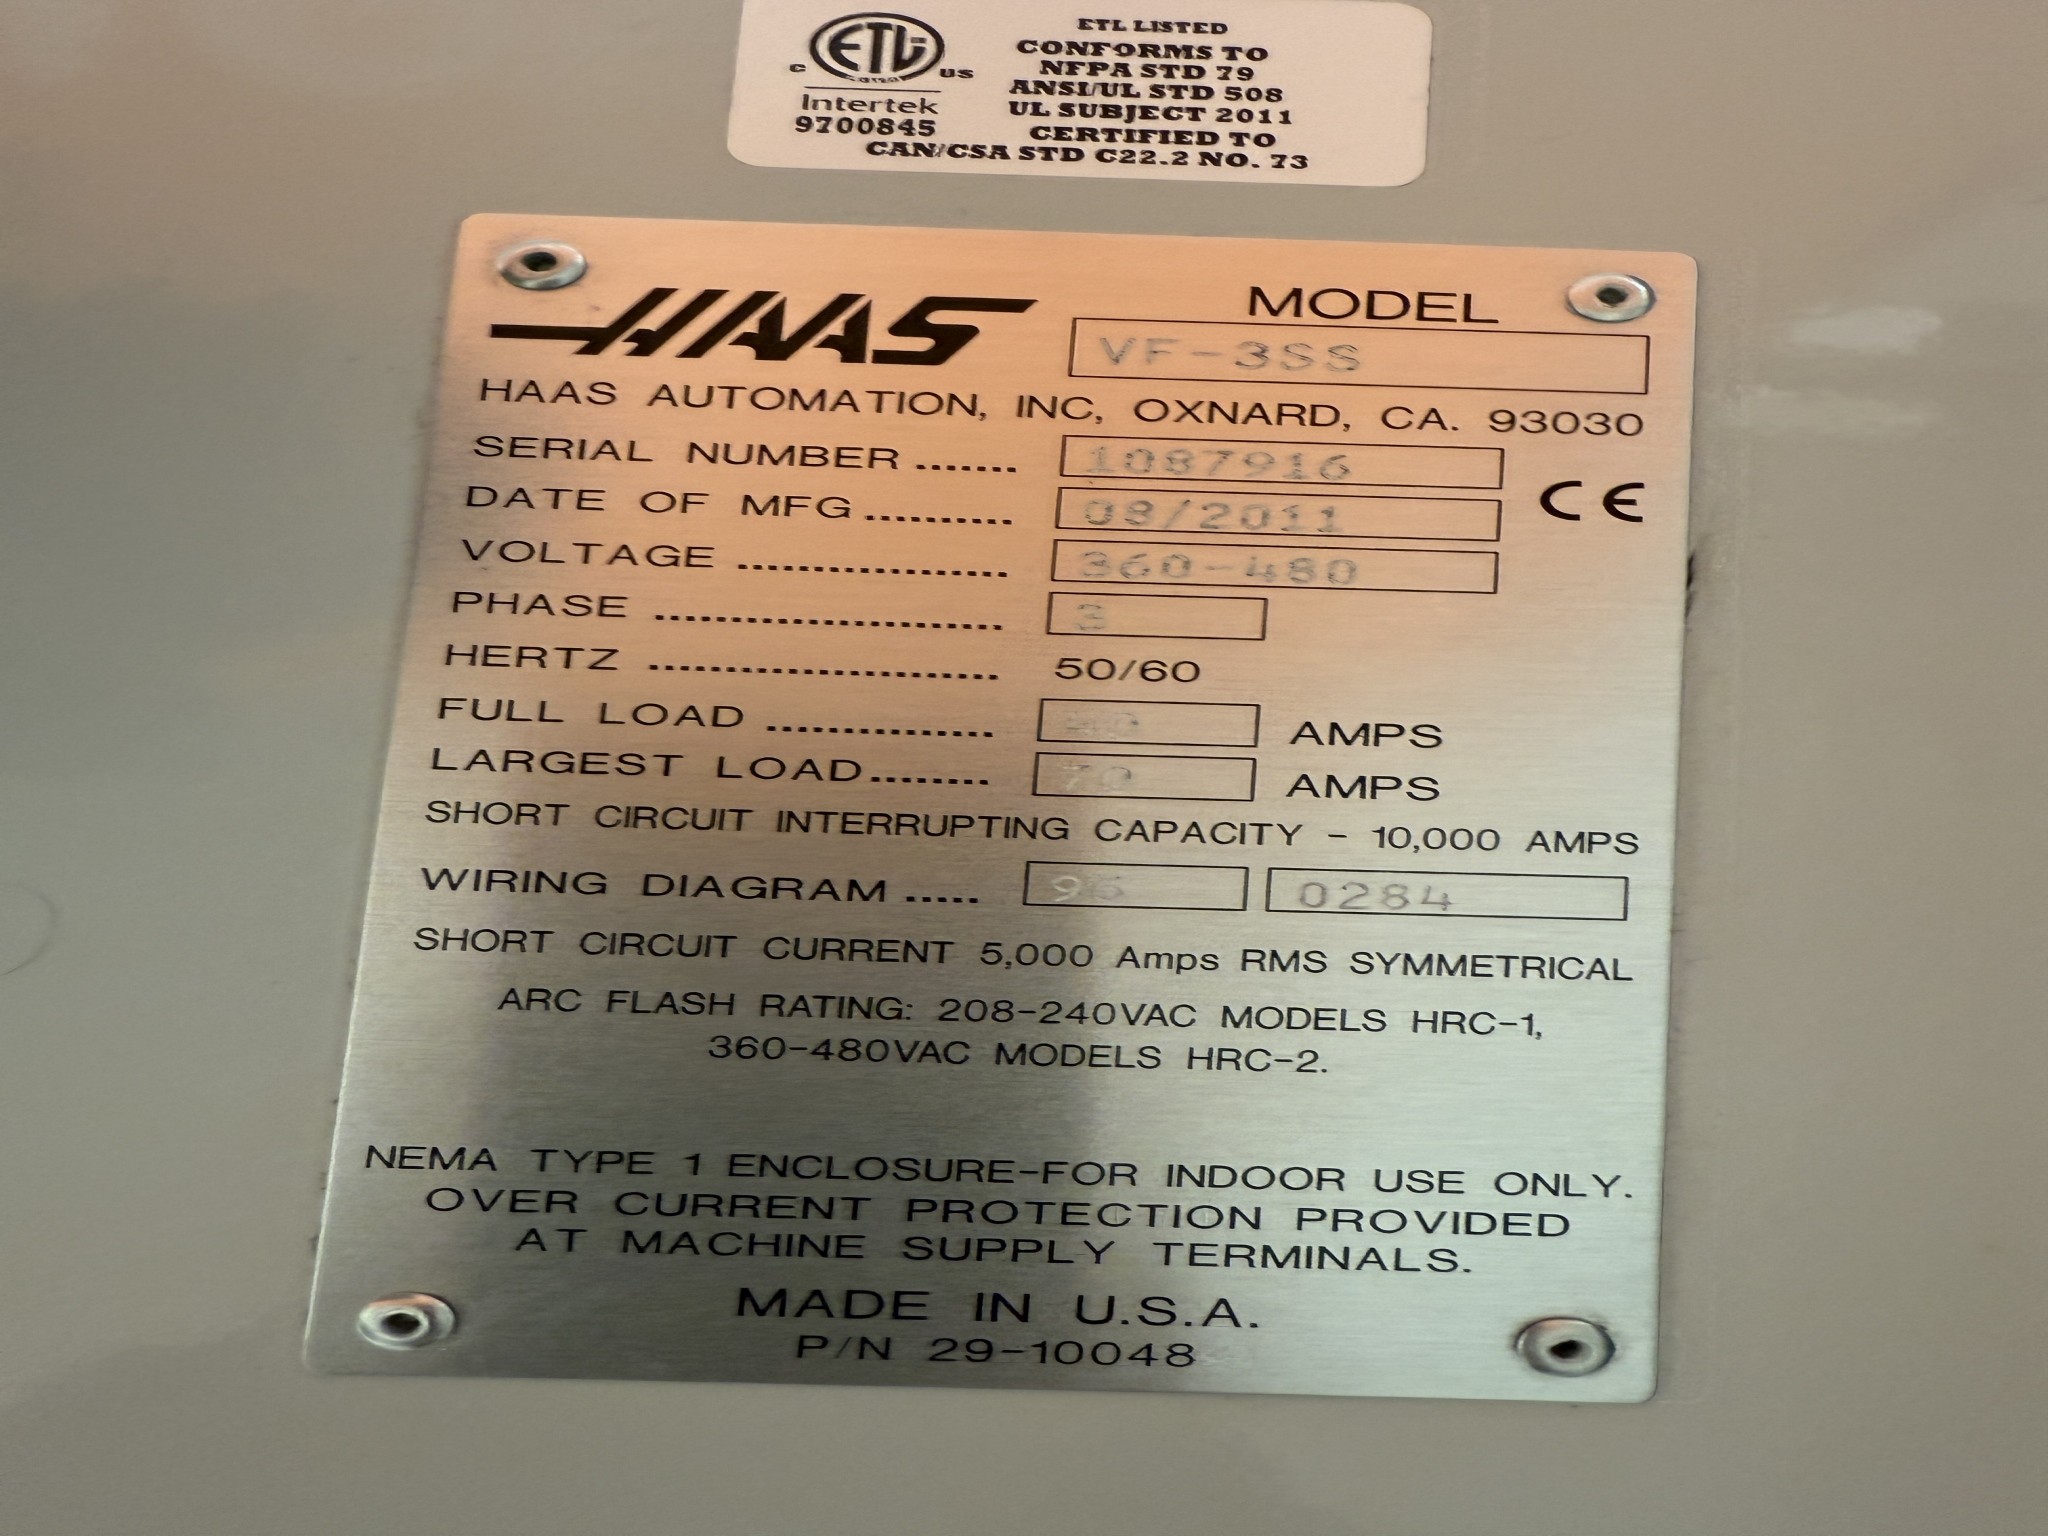 ETL LISTED
CONFORMS TO
NFPA STD 79
ANSI/UL STD 508
UL SUBJECT 2011
CERTIFIED TO
CAN/CSA STD C22.2 NO. 73
C ETL US
Intertek
9700845
HAAS
MODEL
VF-3SS
HAAS AUTOMATION, INC, OXNARD, CA. 93030
SERIAL NUMBER ....... 1087916
DATE OF MFG .......... 08/2011
CE
VOLTAGE .................. 360-480
PHASE ....................... 3
HERTZ ....................... 50/60
FULL LOAD ............... AMPS
LARGEST LOAD ........ 70 AMPS
SHORT CIRCUIT INTERRUPTING CAPACITY - 10,000 AMPS
WIRING DIAGRAM ..... 0284
SHORT CIRCUIT CURRENT 5,000 Amps RMS SYMMETRICAL
ARC FLASH RATING: 208-240VAC MODELS HRC-1,
360-480VAC MODELS HRC-2.
NEMA TYPE 1 ENCLOSURE-FOR INDOOR USE ONLY.
OVER CURRENT PROTECTION PROVIDED
AT MACHINE SUPPLY TERMINALS.
MADE IN U.S.A.
P/N 29-10048